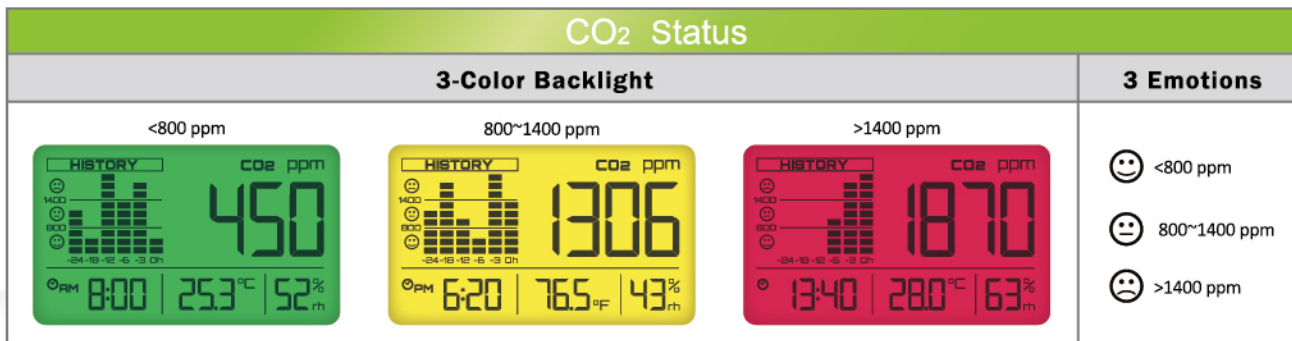 CO2 Status
3-Color Backlight
3 Emotions
<800 ppm
HISTORY
CO2 ppm
1400
800
450
-24 -18 -12 -6 -3 0h
AM 8:00 25.3°C 52% rh
800~1400 ppm
HISTORY
CO2 ppm
1400
800
1306
-24 -18 -12 -6 -3 0h
PM 6:20 76.5°F 43% rh
>1400 ppm
HISTORY
CO2 ppm
1400
800
1870
-24 -18 -12 -6 -3 0h
13:40 28.0°C 63% rh
<800 ppm
800~1400 ppm
>1400 ppm